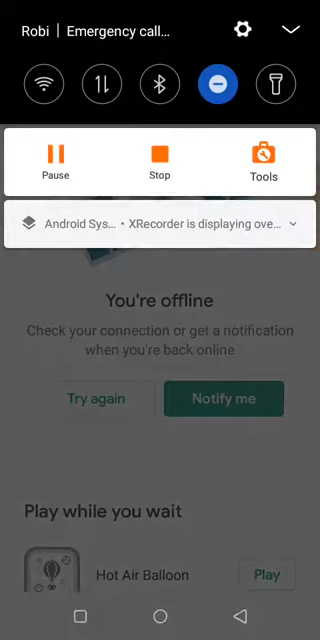 Robi | Emergency call...
Pause
Stop
Tools
Android Sys... • XRecorder is displaying ove...
You're offline
Check your connection or get a notification
when you're back online
Try again
Notify me
Play while you wait
Hot Air Balloon
Play